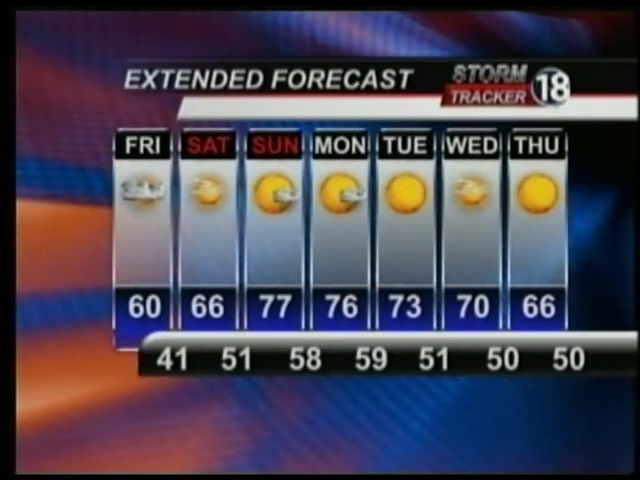 EXTENDED FORECAST
STORM
TRACKER 18
FRI SAT SUN MON TUE WED THU
60 66 77 76 73 70 66
41 51 58 59 51 50 50